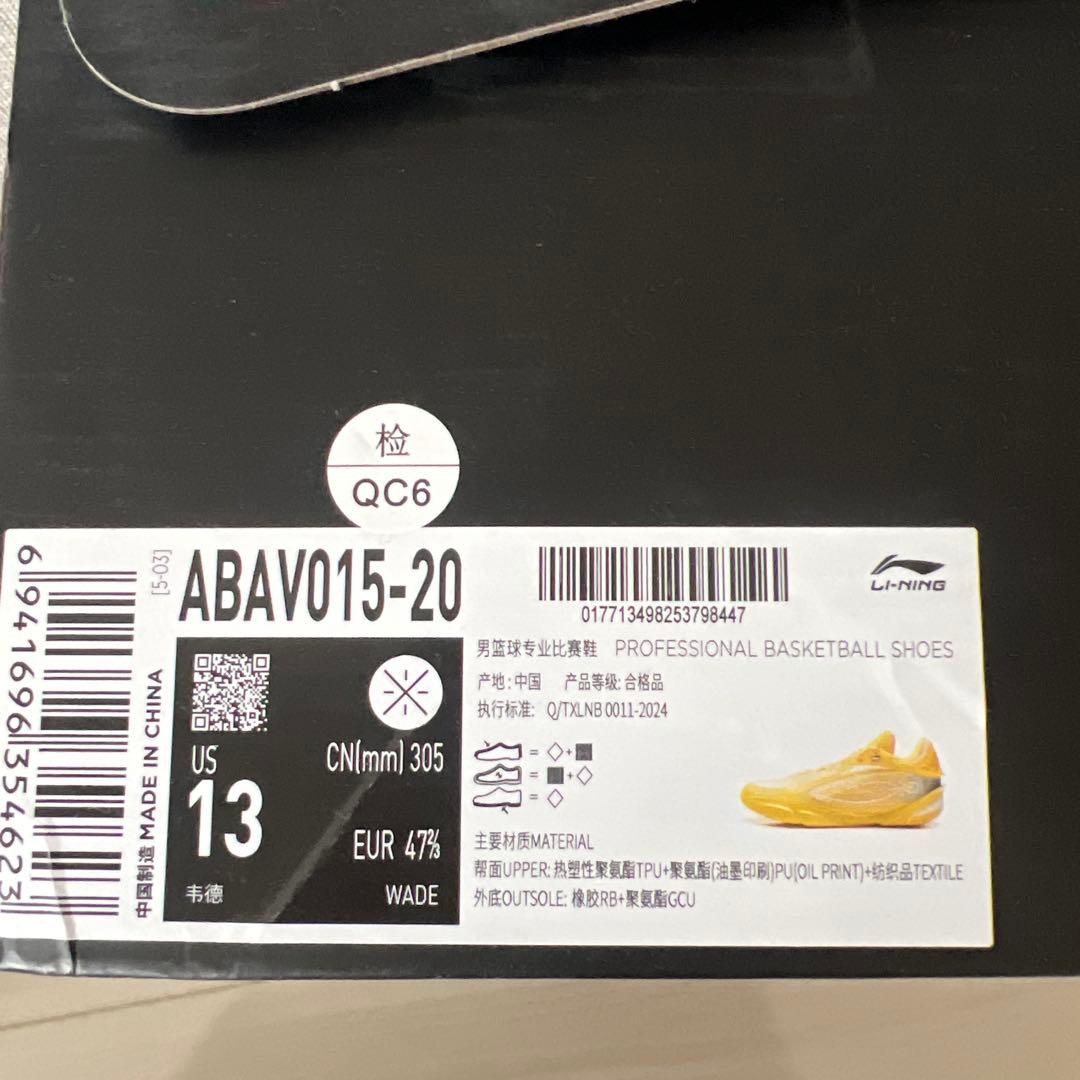 检
QC6
6941696354623
中国制造 MADE IN CHINA
[5-03]
ABAV015-20
US
13
CN(mm) 305
EUR 47⅔
韦德
WADE
017713498253798447
LI-NING
男篮球专业比赛鞋 PROFESSIONAL BASKETBALL SHOES
产地: 中国 产品等级: 合格品
执行标准: Q/TXLNB 0011-2024
主要材质MATERIAL
帮面UPPER: 热塑性聚氨酯TPU+聚氨酯(油墨印刷)PU(OIL PRINT)+纺织品TEXTILE
外底OUTSOLE: 橡胶RB+聚氨酯GCU